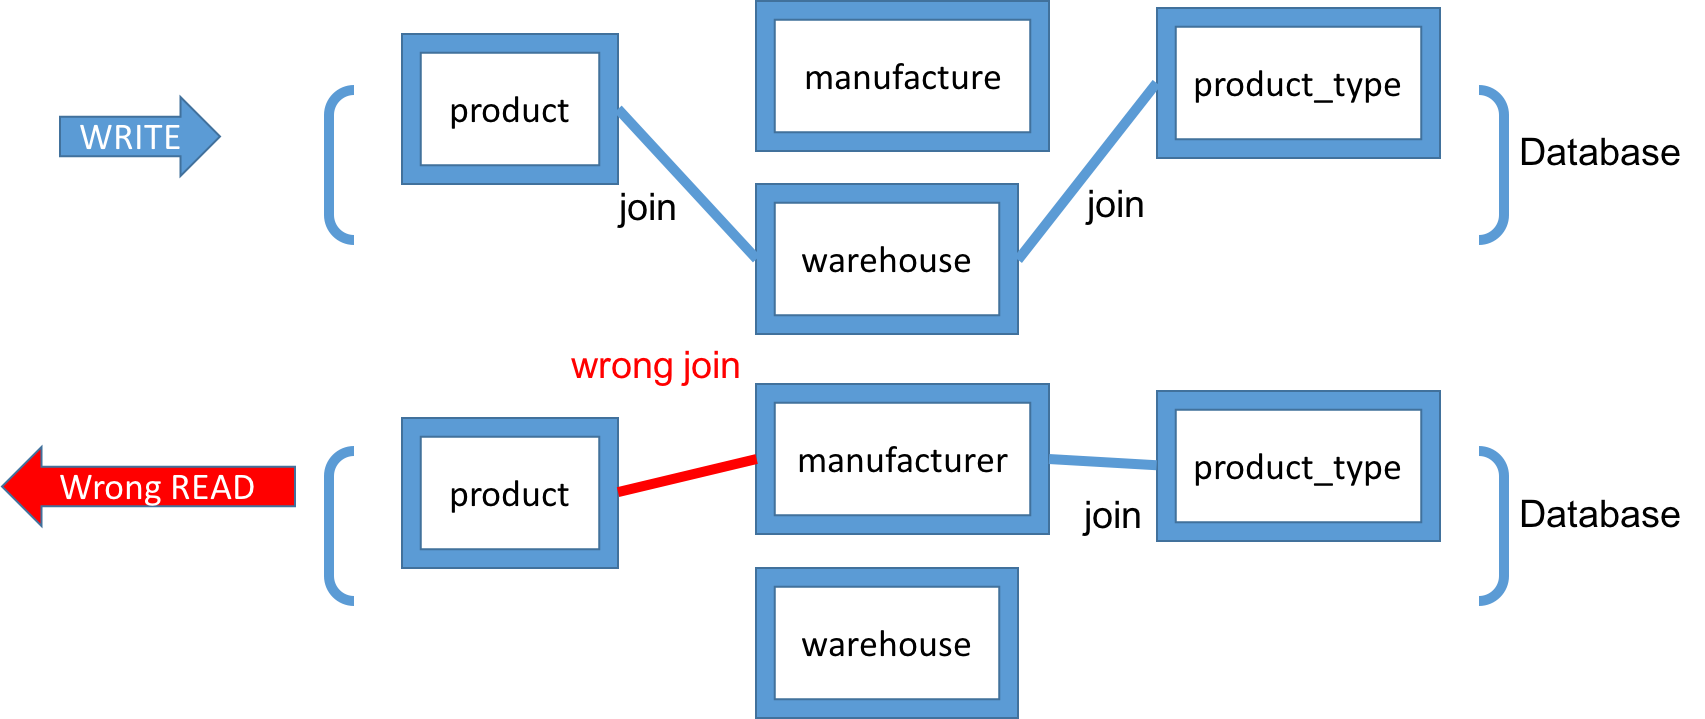 manufacture
product_type
product
WRITE
Database
join
join
warehouse
wrong join
manufacturer
product_type
Wrong READ
product
join
Database
warehouse